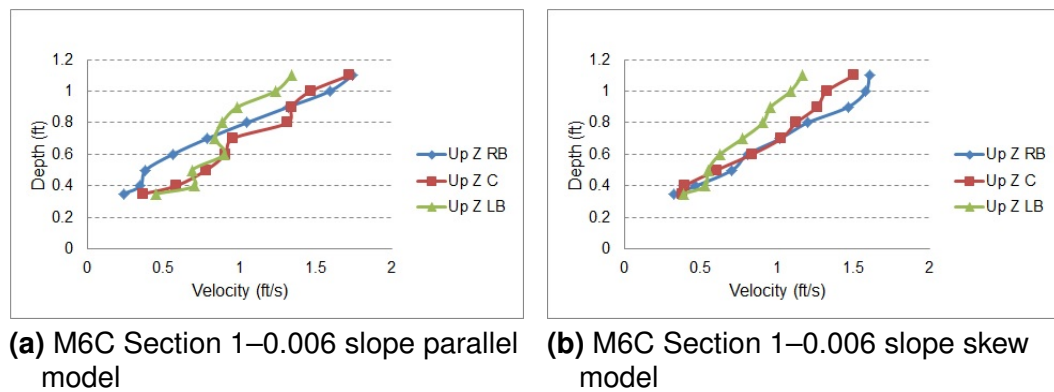 1.2
1
0.8
0.6
0.4
0.2
0
Depth (ft)
0 0.5 1 1.5 2
Velocity (ft/s)
Up Z RB
Up Z C
Up Z LB
(a) M6C Section 1–0.006 slope parallel
model
1.2
1
0.8
0.6
0.4
0.2
0
Depth (ft)
0 0.5 1 1.5 2
Velocity (ft/s)
Up Z RB
Up Z C
Up Z LB
(b) M6C Section 1–0.006 slope skew
model